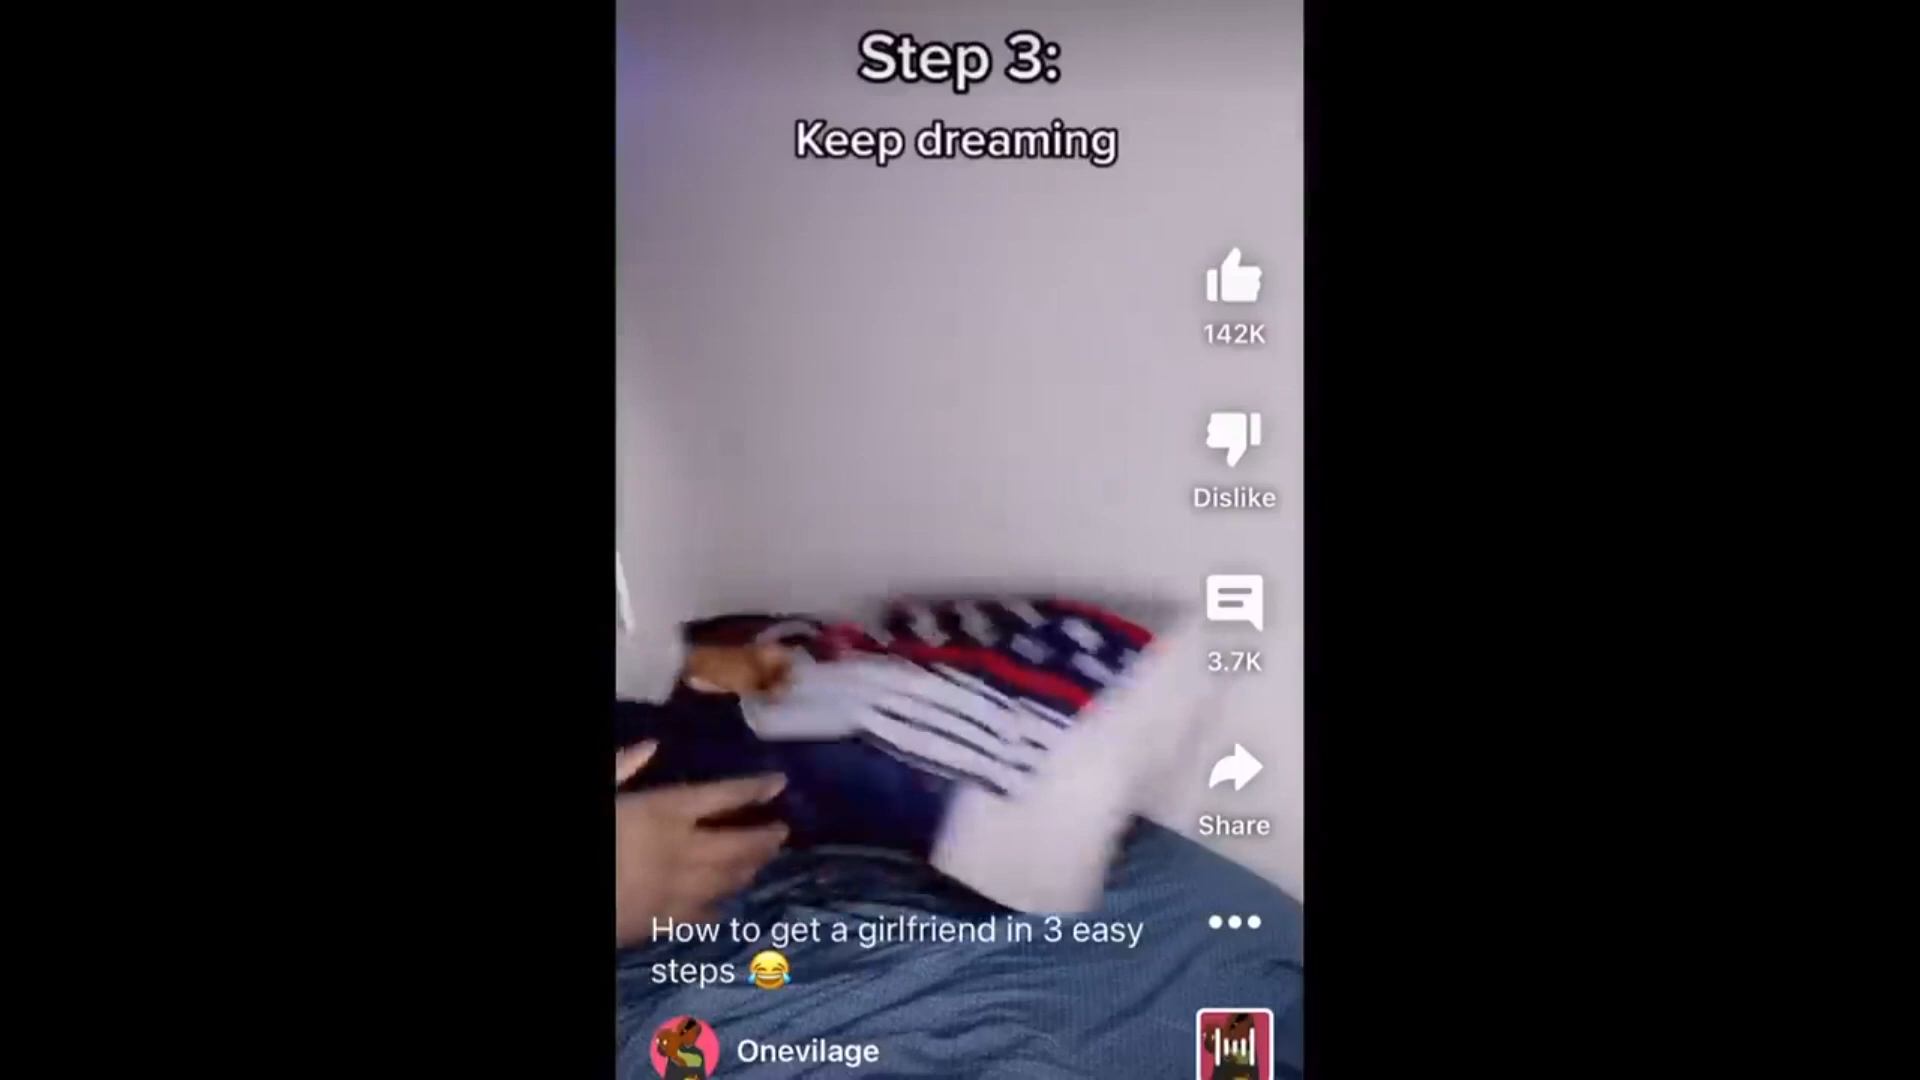 Step 3:
Keep dreaming
142K
Dislike
3.7K
Share
How to get a girlfriend in 3 easy
steps 😂
Onevilage